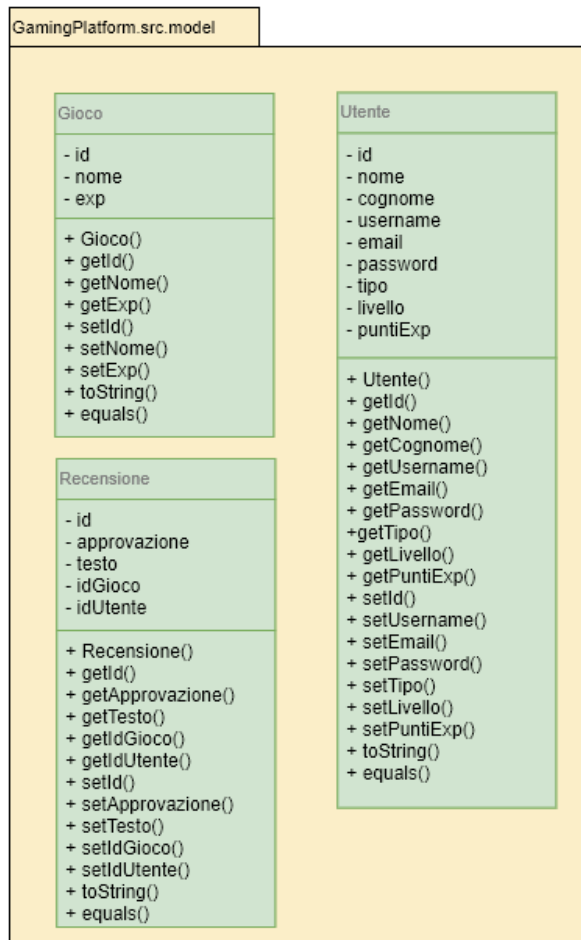 GamingPlatform.src.model
Gioco
- id
- nome
- exp
+ Gioco()
+ getId()
+ getNome()
+ getExp()
+ setId()
+ setNome()
+ setExp()
+ toString()
+ equals()
Recensione
- id
- approvazione
- testo
- idGioco
- idUtente
+ Recensione()
+ getId()
+ getApprovazione()
+ getTesto()
+ getIdGioco()
+ getIdUtente()
+ setId()
+ setApprovazione()
+ setTesto()
+ setIdGioco()
+ setIdUtente()
+ toString()
+ equals()
Utente
- id
- nome
- cognome
- username
- email
- password
- tipo
- livello
- puntiExp
+ Utente()
+ getId()
+ getNome()
+ getCognome()
+ getUsername()
+ getEmail()
+ getPassword()
+getTipo()
+ getLivello()
+ getPuntiExp()
+ setId()
+ setUsername()
+ setEmail()
+ setPassword()
+ setTipo()
+ setLivello()
+ setPuntiExp()
+ toString()
+ equals()